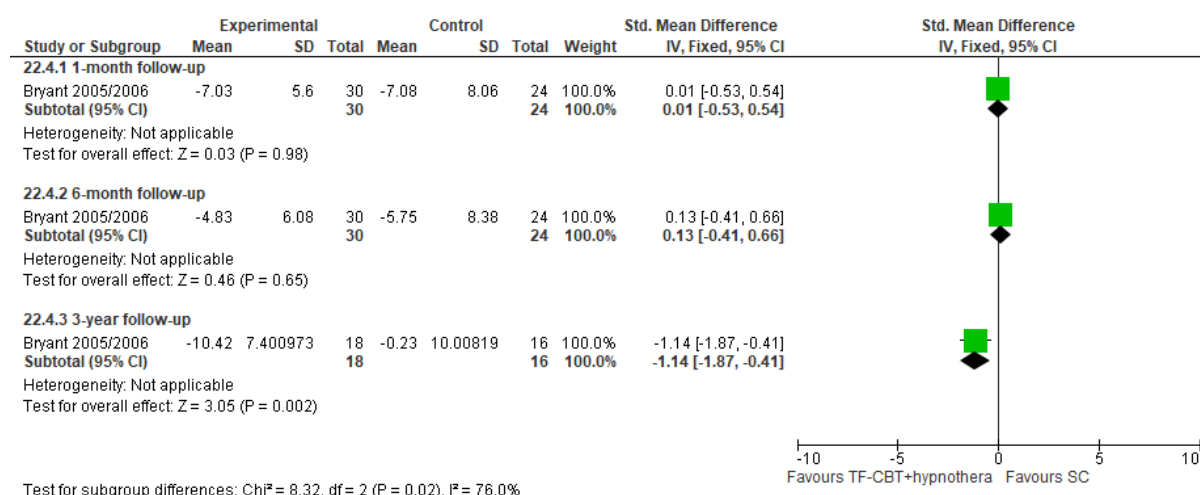 Experimental Control Std. Mean Difference Std. Mean Difference
Study or Subgroup Mean SD Total Mean SD Total Weight IV, Fixed, 95% CI IV, Fixed, 95% CI
22.4.1 1-month follow-up
Bryant 2005/2006 -7.03 5.6 30 -7.08 8.06 24 100.0% 0.01 [-0.53, 0.54]
Subtotal (95% CI) 30 24 100.0% 0.01 [-0.53, 0.54]
Heterogeneity: Not applicable
Test for overall effect: Z = 0.03 (P = 0.98)
22.4.2 6-month follow-up
Bryant 2005/2006 -4.83 6.08 30 -5.75 8.38 24 100.0% 0.13 [-0.41, 0.66]
Subtotal (95% CI) 30 24 100.0% 0.13 [-0.41, 0.66]
Heterogeneity: Not applicable
Test for overall effect: Z = 0.46 (P = 0.65)
22.4.3 3-year follow-up
Bryant 2005/2006 -10.42 7.400973 18 -0.23 10.00819 16 100.0% -1.14 [-1.87, -0.41]
Subtotal (95% CI) 18 16 100.0% -1.14 [-1.87, -0.41]
Heterogeneity: Not applicable
Test for overall effect: Z = 3.05 (P = 0.002)
-10 -5 0 5 10
Favours TF-CBT+hypnothera Favours SC
Test for subgroup differences: Chi² = 8.32, df = 2 (P = 0.02), I² = 76.0%